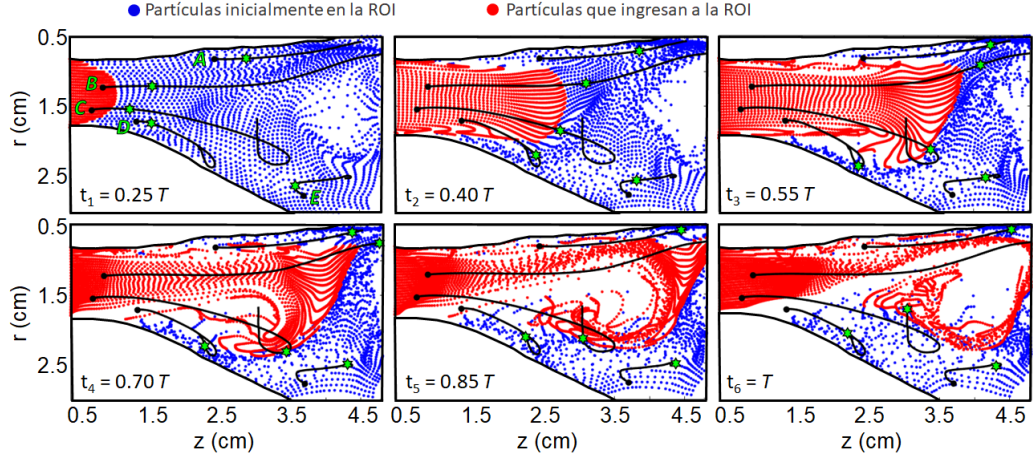 Partículas inicialmente en la ROI Partículas que ingresan a la ROI
0.5
A
B
1.5
C
D
2.5
E
r (cm)
t1 = 0.25 T
t2 = 0.40 T
t3 = 0.55 T
0.5
1.5
2.5
r (cm)
t4 = 0.70 T
t5 = 0.85 T
t6 = T
0.5 1.5 2.5 3.5 4.5 0.5 1.5 2.5 3.5 4.5 0.5 1.5 2.5 3.5 4.5
z (cm) z (cm) z (cm)